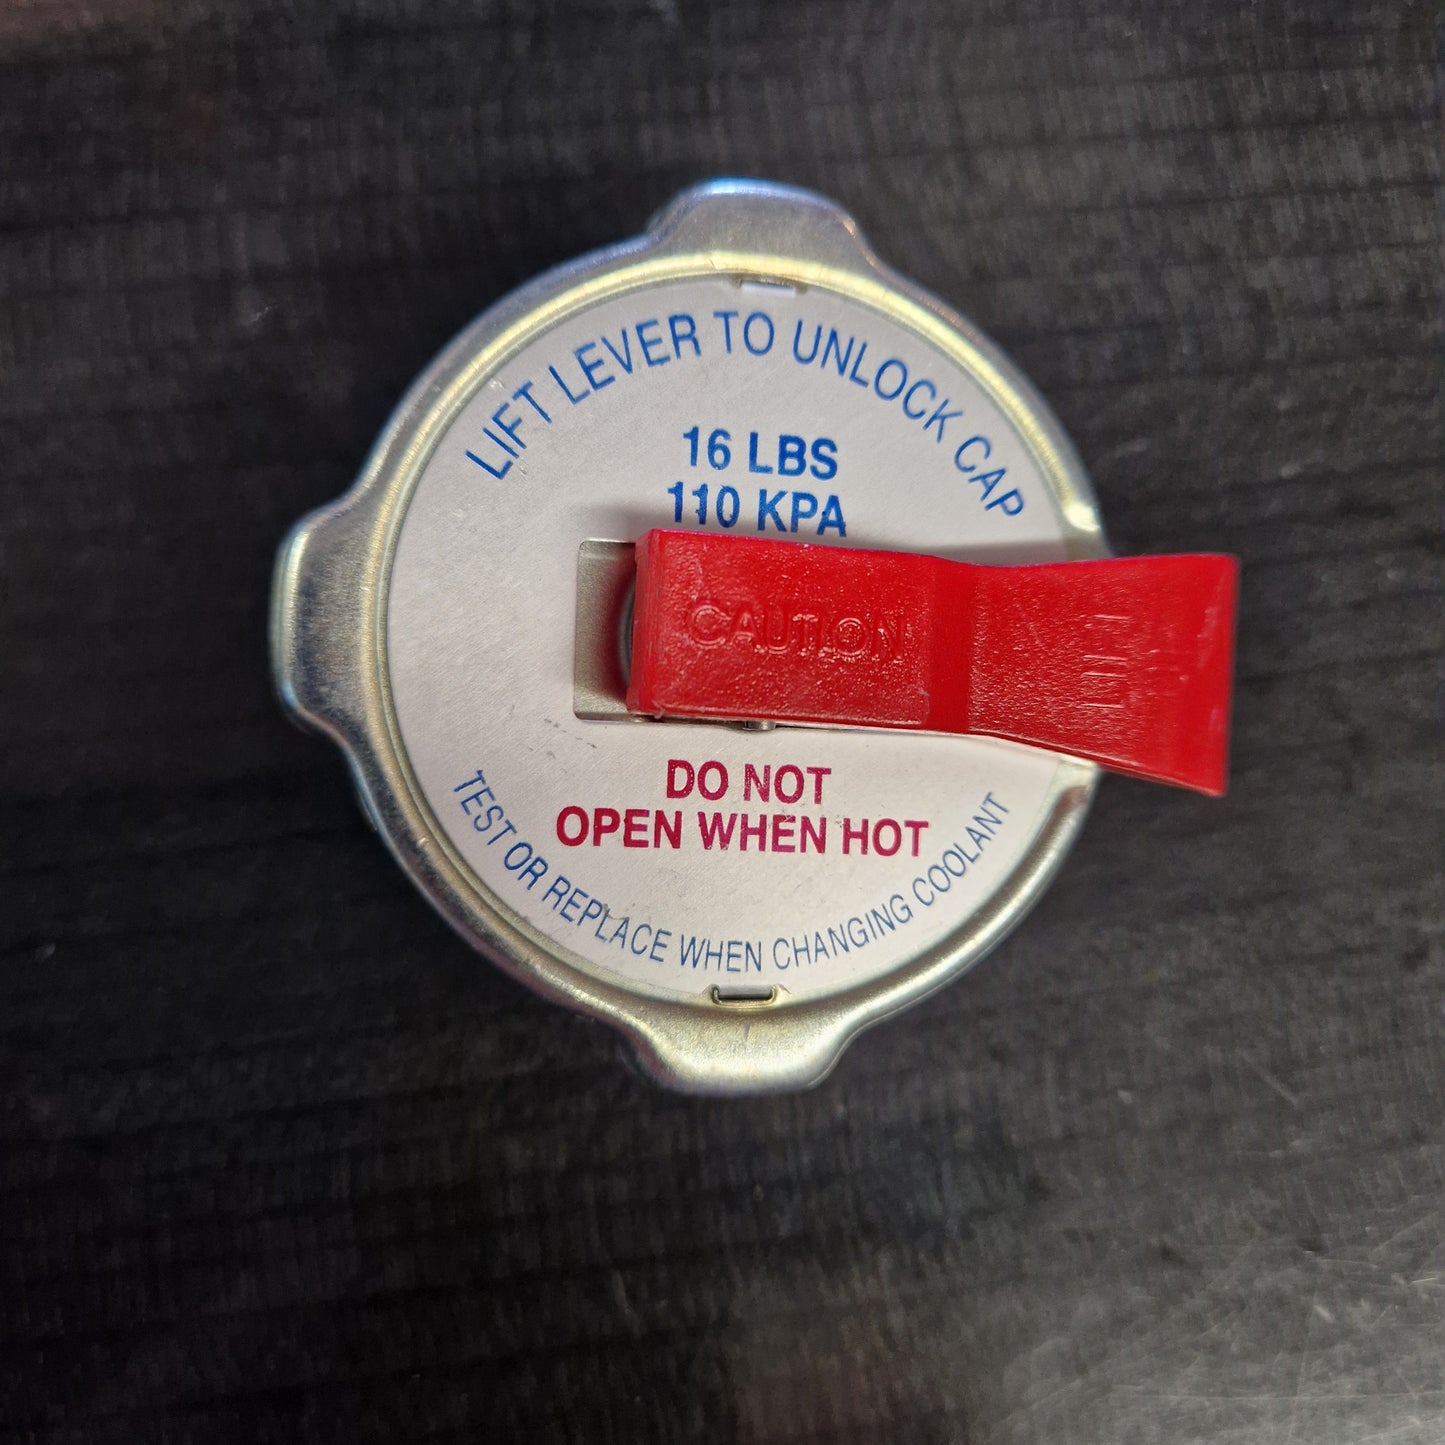 LIFT LEVER TO UNLOCK CAP
16 LBS
110 KPA
CAUTION
LIFT
DO NOT
OPEN WHEN HOT
TEST OR REPLACE WHEN CHANGING COOLANT